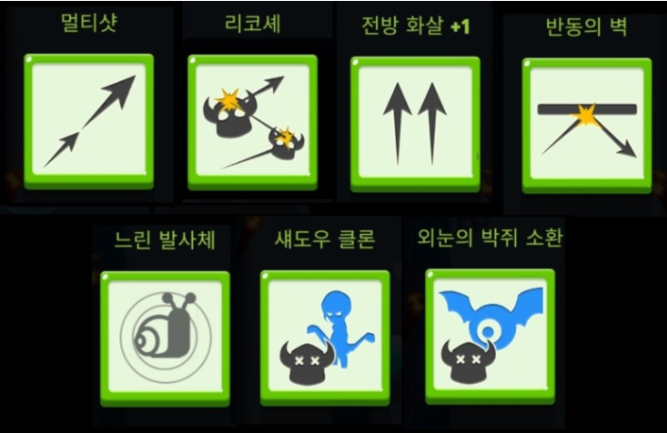 멀티샷
리코셰
전방 화살 +1
반동의 벽
느린 발사체
섀도우 클론
외눈의 박쥐 소환